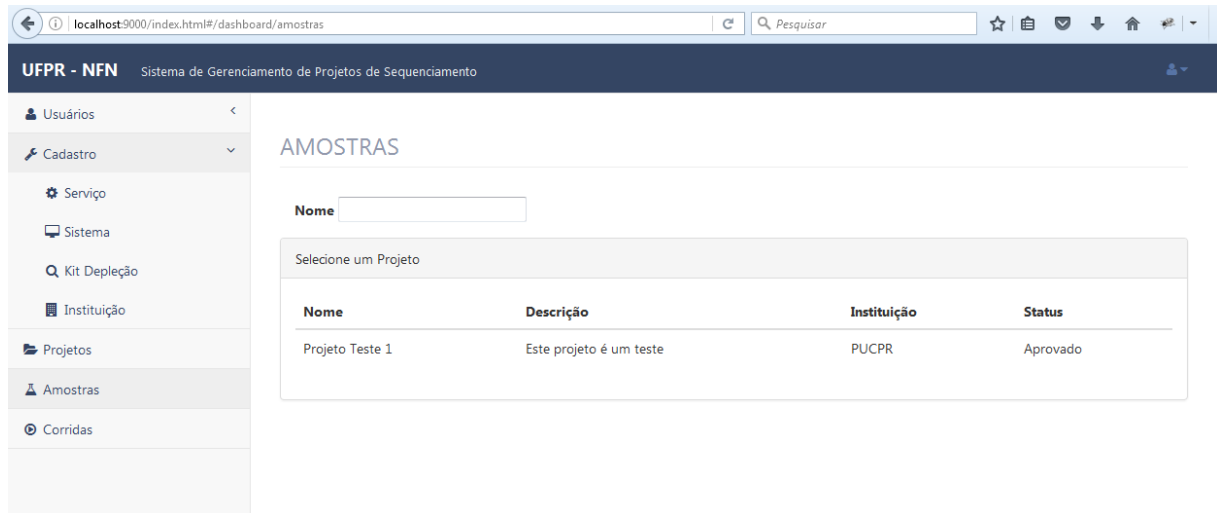 localhost:9000/index.html#/dashboard/amostras
Pesquisar
UFPR - NFN Sistema de Gerenciamento de Projetos de Sequenciamento
Usuários
Cadastro
Serviço
Sistema
Kit Depleção
Instituição
Projetos
Amostras
Corridas
AMOSTRAS
Nome
Selecione um Projeto
Nome Descrição Instituição Status
Projeto Teste 1 Este projeto é um teste PUCPR Aprovado